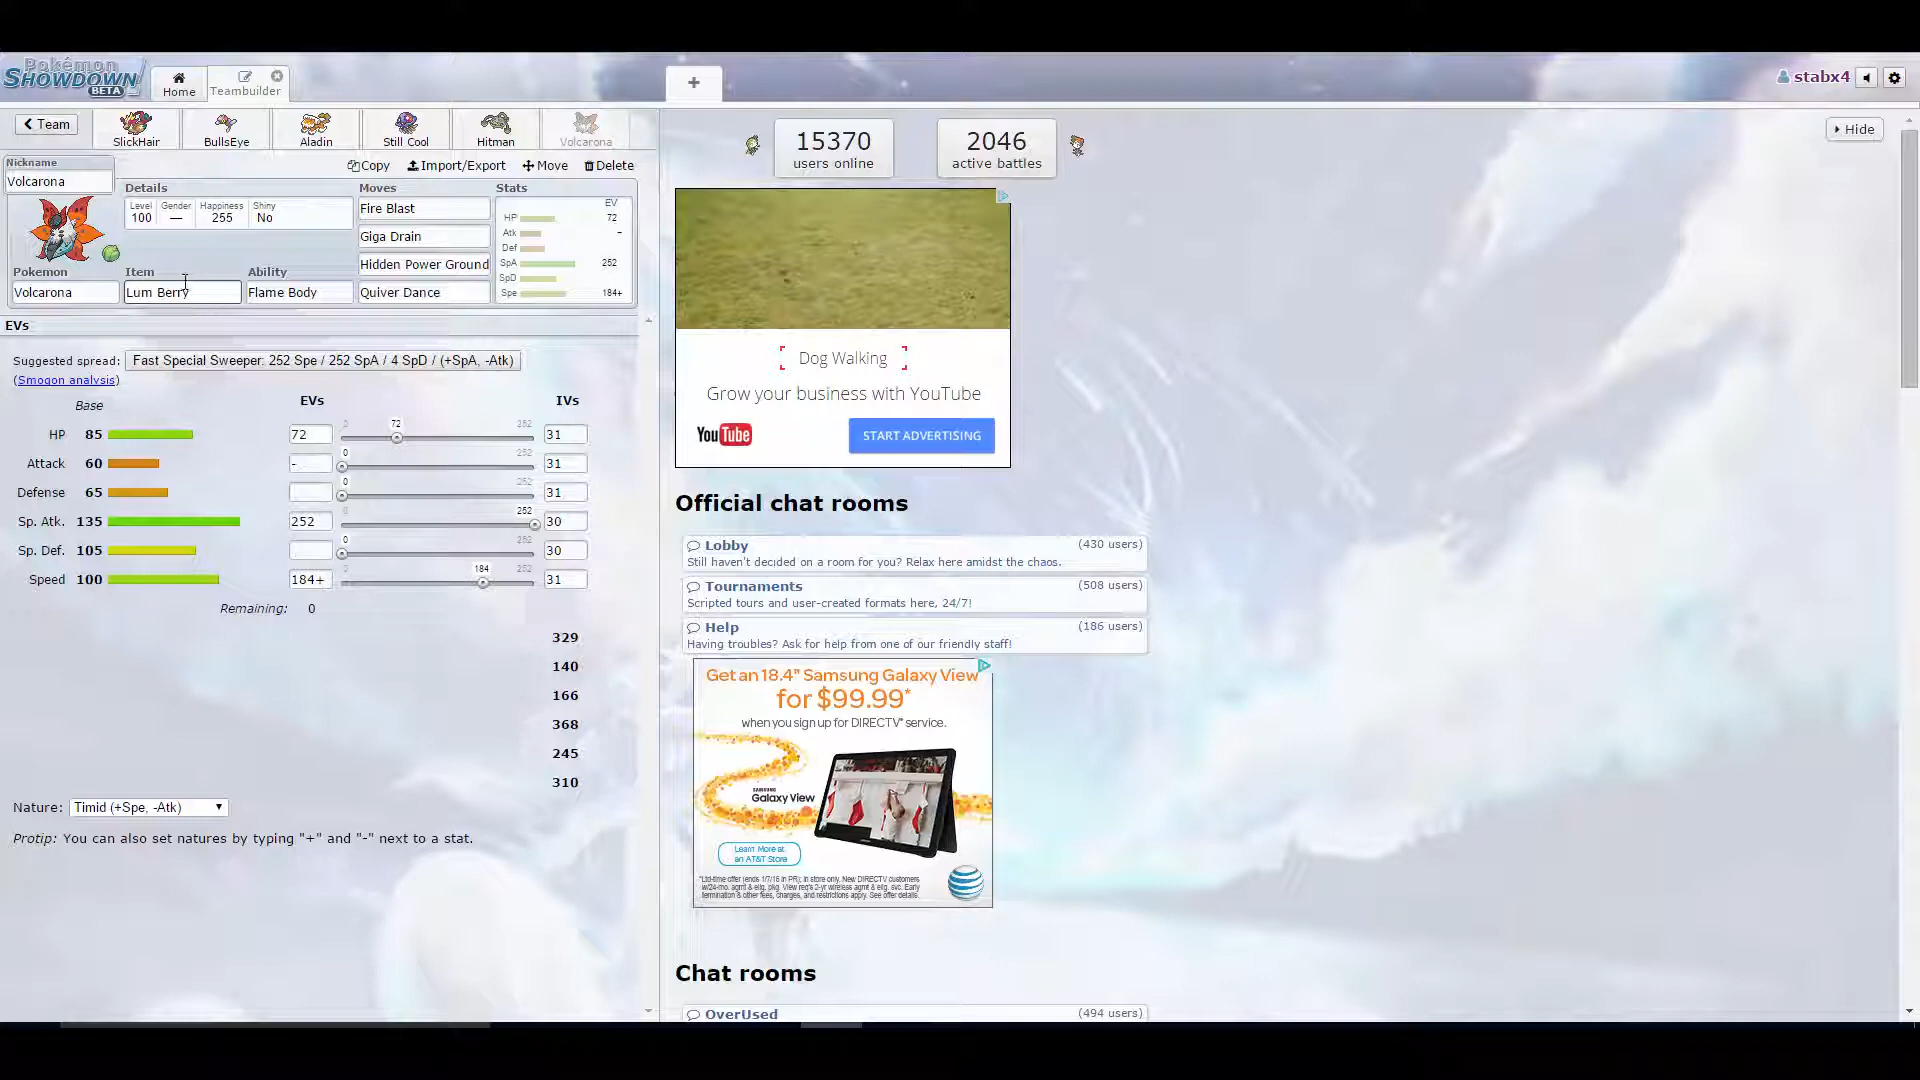 Pokémon
SHOWDOWN
BETA
Home
Teambuilder
+
stabx4
Team
SlickHair
BullsEye
Aladin
Still Cool
Hitman
Volcarona
15370
users online
2046
active battles
Hide
Nickname
Volcarona
Copy
Import/Export
Move
Delete
Details
Moves
Stats
Level
100
Gender
—
Happiness
255
Shiny
No
Fire Blast
Giga Drain
Hidden Power Ground
Quiver Dance
EV
HP 72
Atk -
Def
SpA 252
SpD
Spe 184+
Pokemon
Volcarona
Item
Lum Berry
Ability
Flame Body
EVs
Suggested spread: Fast Special Sweeper: 252 Spe / 252 SpA / 4 SpD / (+SpA, -Atk)
(Smogon analysis)
Base EVs IVs
HP 85 72 0 72 252 31
Attack 60 - 0 252 31
Defense 65 0 252 31
Sp. Atk. 135 252 0 252 30
Sp. Def. 105 0 252 30
Speed 100 184+ 0 184 252 31
Remaining: 0
329
140
166
368
245
310
Nature: Timid (+Spe, -Atk)
Protip: You can also set natures by typing "+" and "-" next to a stat.
Dog Walking
Grow your business with YouTube
YouTube
START ADVERTISING
Official chat rooms
Lobby (430 users)
Still haven't decided on a room for you? Relax here amidst the chaos.
Tournaments (508 users)
Scripted tours and user-created formats here, 24/7!
Help (186 users)
Having troubles? Ask for help from one of our friendly staff!
Get an 18.4" Samsung Galaxy View
for $99.99*
when you sign up for DIRECTV® service.
SAMSUNG
Galaxy View
Learn More at
an AT&T Store
AT&T
Chat rooms
OverUsed (494 users)